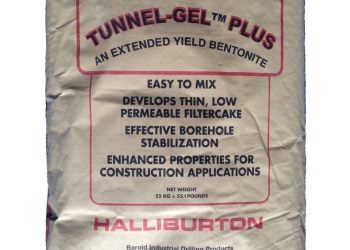 TUNNEL-GEL™ PLUS
AN EXTENDED YIELD BENTONITE
EASY TO MIX
DEVELOPS THIN, LOW
PERMEABLE FILTERCAKE
EFFECTIVE BOREHOLE
STABILIZATION
ENHANCED PROPERTIES FOR
CONSTRUCTION APPLICATIONS
NET WEIGHT
25 KG = 55.1 POUNDS
HALLIBURTON
Baroid Industrial Drilling Products